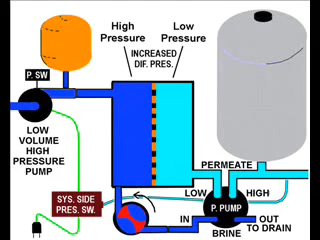 High Pressure
Low Pressure
INCREASED
DIF. PRES.
P. SW
LOW
VOLUME
HIGH
PRESSURE
PUMP
PERMEATE
SYS. SIDE
PRES. SW.
LOW
HIGH
P. PUMP
IN
OUT
TO DRAIN
BRINE